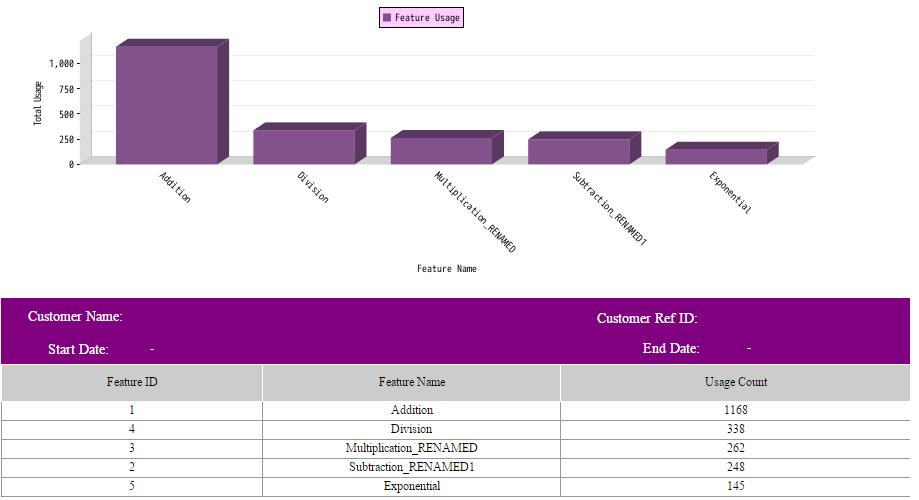 Feature Usage
Total Usage
1,000
750
500
250
0
Addition
Division
Multiplication_RENAMED
Subtraction_RENAMED1
Exponential
Feature Name
Customer Name: Customer Ref ID:
Start Date: - End Date: -
Feature ID Feature Name Usage Count
1 Addition 1168
4 Division 338
3 Multiplication_RENAMED 262
2 Subtraction_RENAMED1 248
5 Exponential 145